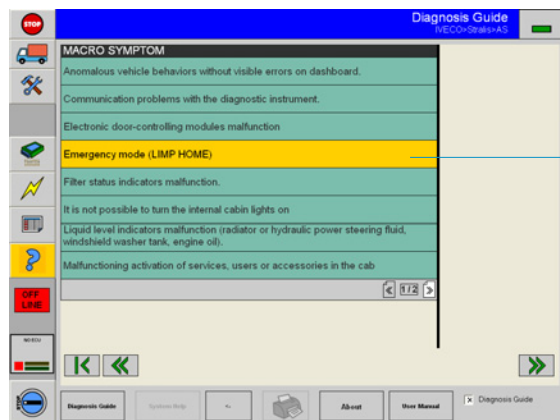 STOP
Diagnosis Guide
IVECO>Stralis>AS
MACRO SYMPTOM
Anomalous vehicle behaviors without visible errors on dashboard.
Communication problems with the diagnostic instrument.
Electronic door-controlling modules malfunction
Emergency mode (LIMP HOME)
Filter status indicators malfunction.
It is not possible to turn the internal cabin lights on
Liquid level indicators malfunction (radiator or hydraulic power steering fluid,
windshield washer tank, engine oil).
Malfunctioning activation of services, users or accessories in the cab
1/2
OFF
LINE
NO ECU
Diagnosis Guide
System Help
<-
About
User Manual
x Diagnosis Guide